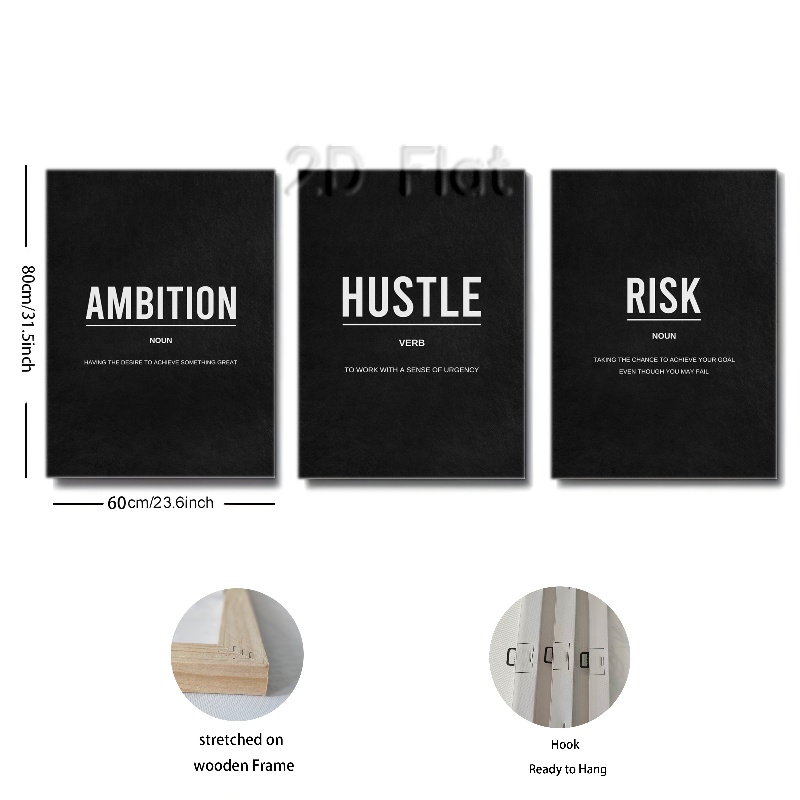 2D Flat
80cm/31.5inch
AMBITION
NOUN
HAVING THE DESIRE TO ACHIEVE SOMETHING GREAT
HUSTLE
VERB
TO WORK WITH A SENSE OF URGENCY
RISK
NOUN
TAKING THE CHANCE TO ACHIEVE YOUR GOAL
EVEN THOUGH YOU MAY FAIL
60cm/23.6inch
stretched on
wooden Frame
Hook
Ready to Hang